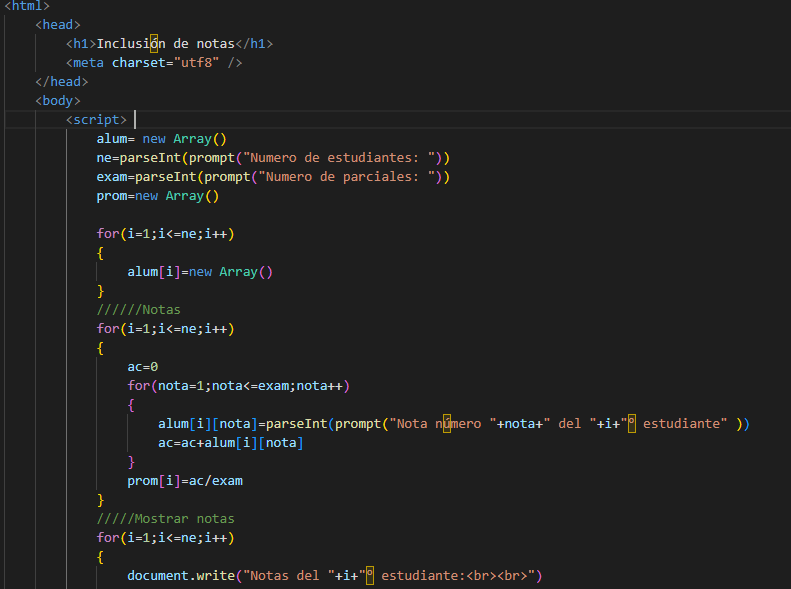 <html>
<head>
<h1>Inclusión de notas</h1>
<meta charset="utf8" />
</head>
<body>
<script>
alum= new Array()
ne=parseInt(prompt("Numero de estudiantes: "))
exam=parseInt(prompt("Numero de parciales: "))
prom=new Array()
for(i=1;i<=ne;i++)
{
alum[i]=new Array()
}
//////Notas
for(i=1;i<=ne;i++)
{
ac=0
for(nota=1;nota<=exam;nota++)
{
alum[i][nota]=parseInt(prompt("Nota número "+nota+" del "+i+"º estudiante" ))
ac=ac+alum[i][nota]
}
prom[i]=ac/exam
}
/////Mostrar notas
for(i=1;i<=ne;i++)
{
document.write("Notas del "+i+"º estudiante:<br><br>")